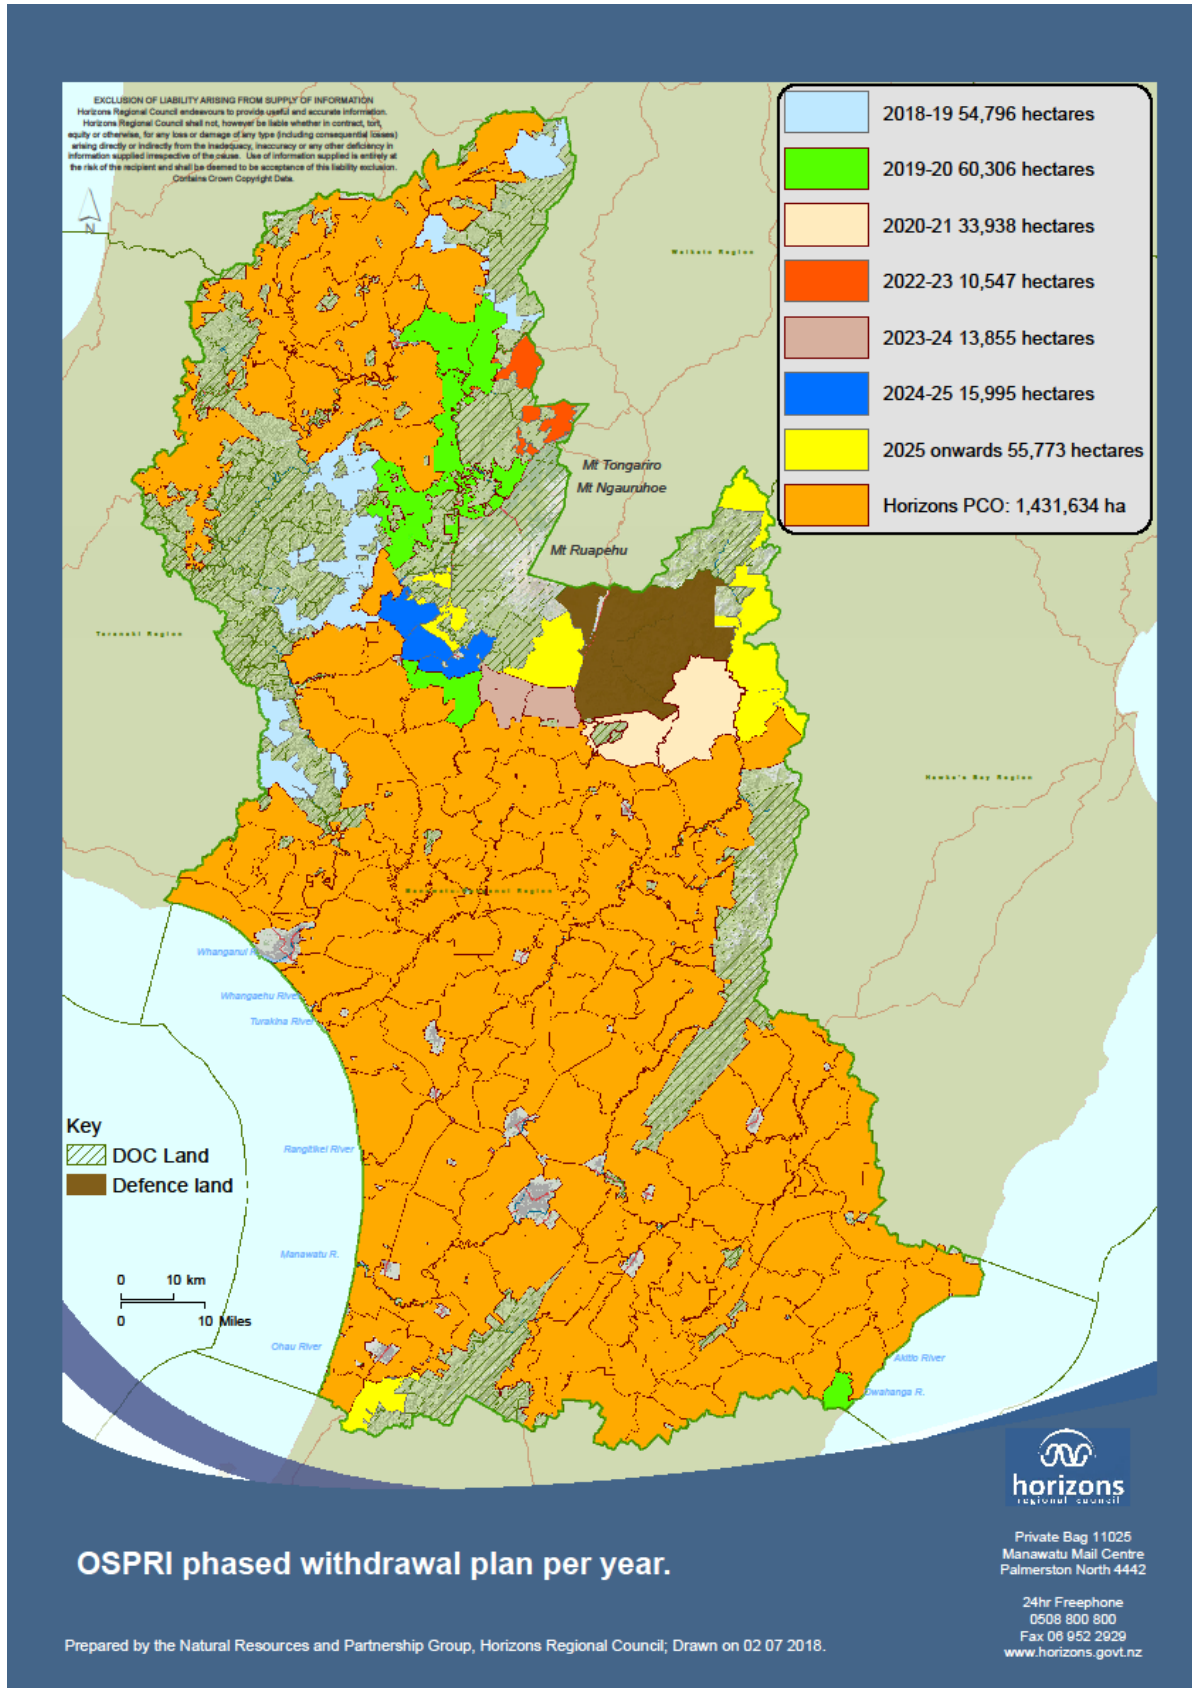 EXCLUSION OF LIABILITY ARISING FROM SUPPLY OF INFORMATION
Horizons Regional Council endeavours to provide useful and accurate information.
Horizons Regional Council shall not, however be liable whether in contract, tort,
equity or otherwise, for any loss or damage of any type (including consequential losses)
arising directly or indirectly from the inadequacy, inaccuracy or any other deficiency in
information supplied irrespective of the cause. Use of information supplied is entirely at
the risk of the recipient and shall be deemed to be acceptance of this liability exclusion.
Contains Crown Copyright Data.
N
2018-19 54,796 hectares
2019-20 60,306 hectares
2020-21 33,938 hectares
2022-23 10,547 hectares
2023-24 13,855 hectares
2024-25 15,995 hectares
2025 onwards 55,773 hectares
Horizons PCO: 1,431,634 ha
Waikato Region
Mt Tongariro
Mt Ngauruhoe
Mt Ruapehu
Taranaki Region
Hawke's Bay Region
Region
Whanganui
Whangaehu River
Turakina River
Rangitikei River
Manawatu R.
Ohau River
Akitio River
Owahanga R.
Key
DOC Land
Defence land
0 10 km
0 10 Miles
horizons
regional council
OSPRI phased withdrawal plan per year.
Private Bag 11025
Manawatu Mail Centre
Palmerston North 4442
24hr Freephone
0508 800 800
Fax 06 952 2929
www.horizons.govt.nz
Prepared by the Natural Resources and Partnership Group, Horizons Regional Council; Drawn on 02 07 2018.